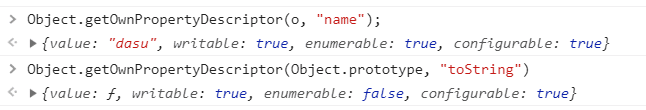 > Object.getOwnPropertyDescriptor(o, "name");
<· ▶{value: "dasu", writable: true, enumerable: true, configurable: true}
> Object.getOwnPropertyDescriptor(Object.prototype, "toString")
<· ▶{value: ƒ, writable: true, enumerable: false, configurable: true}